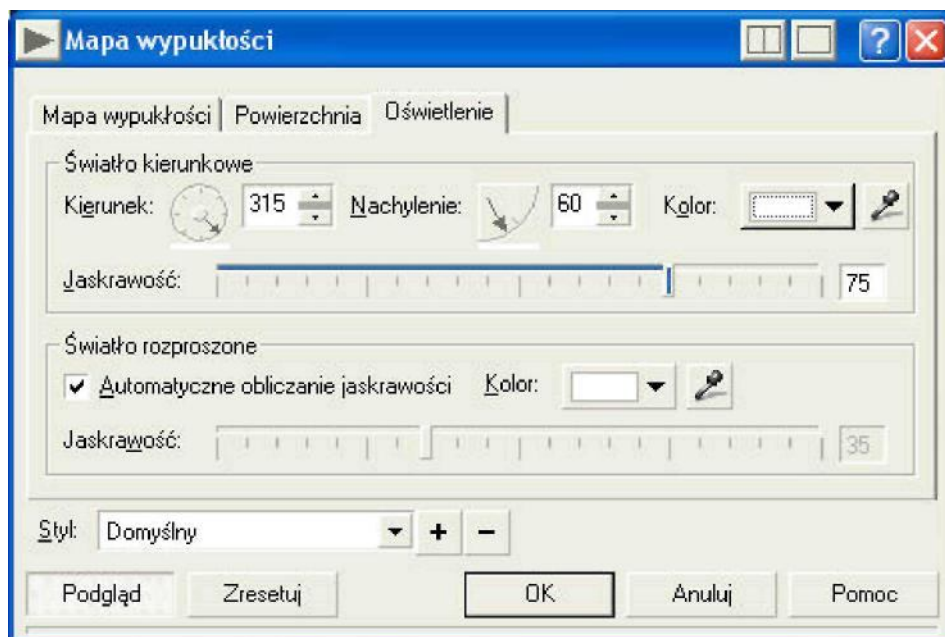 Mapa wypukłości
Mapa wypukłości Powierzchnia Oświetlenie
Światło kierunkowe
Kierunek: 315 Nachylenie: 60 Kolor:
Jaskrawość: 75
Światło rozproszone
Automatyczne obliczanie jaskrawości Kolor:
Jaskrawość: 35
Styl: Domyślny + −
Podgląd Zresetuj OK Anuluj Pomoc